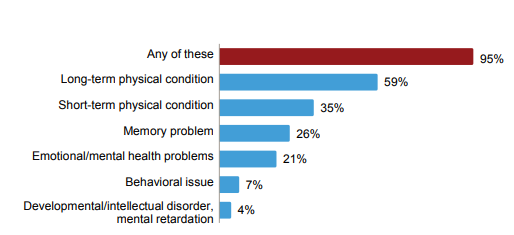 Any of these 95%
Long-term physical condition 59%
Short-term physical condition 35%
Memory problem 26%
Emotional/mental health problems 21%
Behavioral issue 7%
Developmental/intellectual disorder, 4%
mental retardation